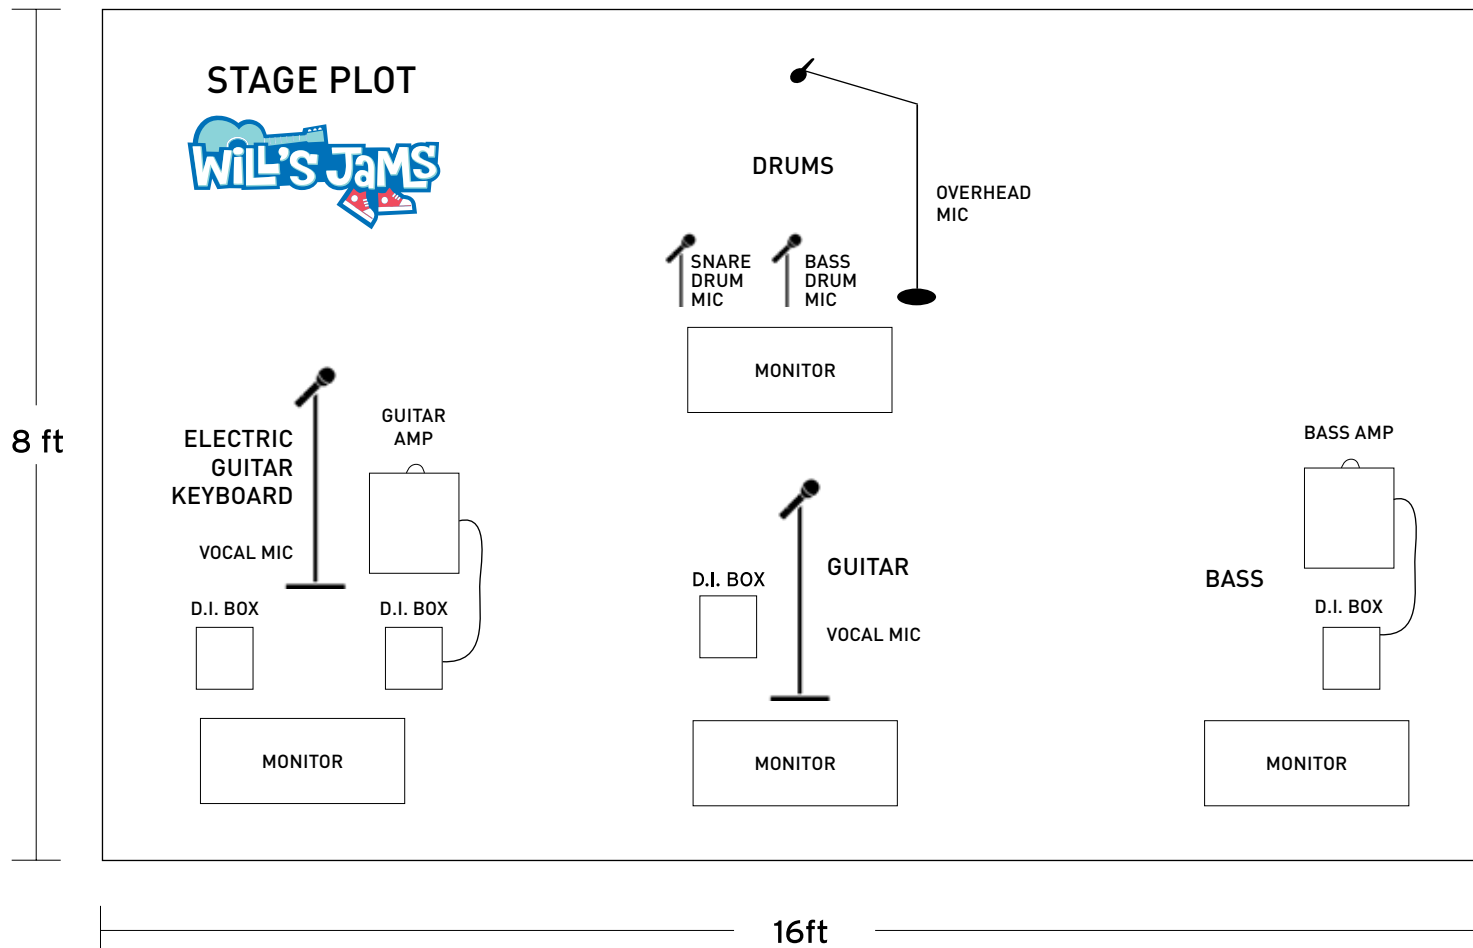 STAGE PLOT
WiLL'S JaMS
DRUMS
OVERHEAD
MIC
SNARE
DRUM
MIC
BASS
DRUM
MIC
MONITOR
8 ft
ELECTRIC
GUITAR
KEYBOARD
VOCAL MIC
GUITAR
AMP
D.I. BOX
D.I. BOX
MONITOR
D.I. BOX
GUITAR
VOCAL MIC
MONITOR
BASS AMP
BASS
D.I. BOX
MONITOR
16ft